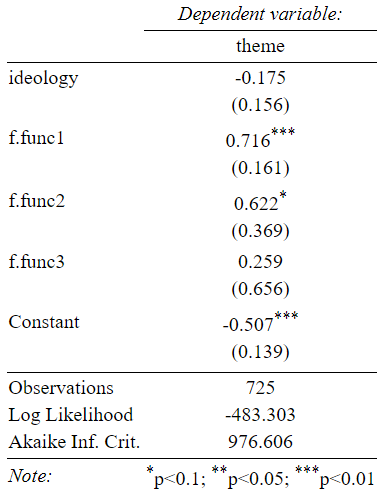 Dependent variable:
theme
ideology -0.175
(0.156)
f.func1 0.716***
(0.161)
f.func2 0.622*
(0.369)
f.func3 0.259
(0.656)
Constant -0.507***
(0.139)
Observations 725
Log Likelihood -483.303
Akaike Inf. Crit. 976.606
Note: *p<0.1; **p<0.05; ***p<0.01